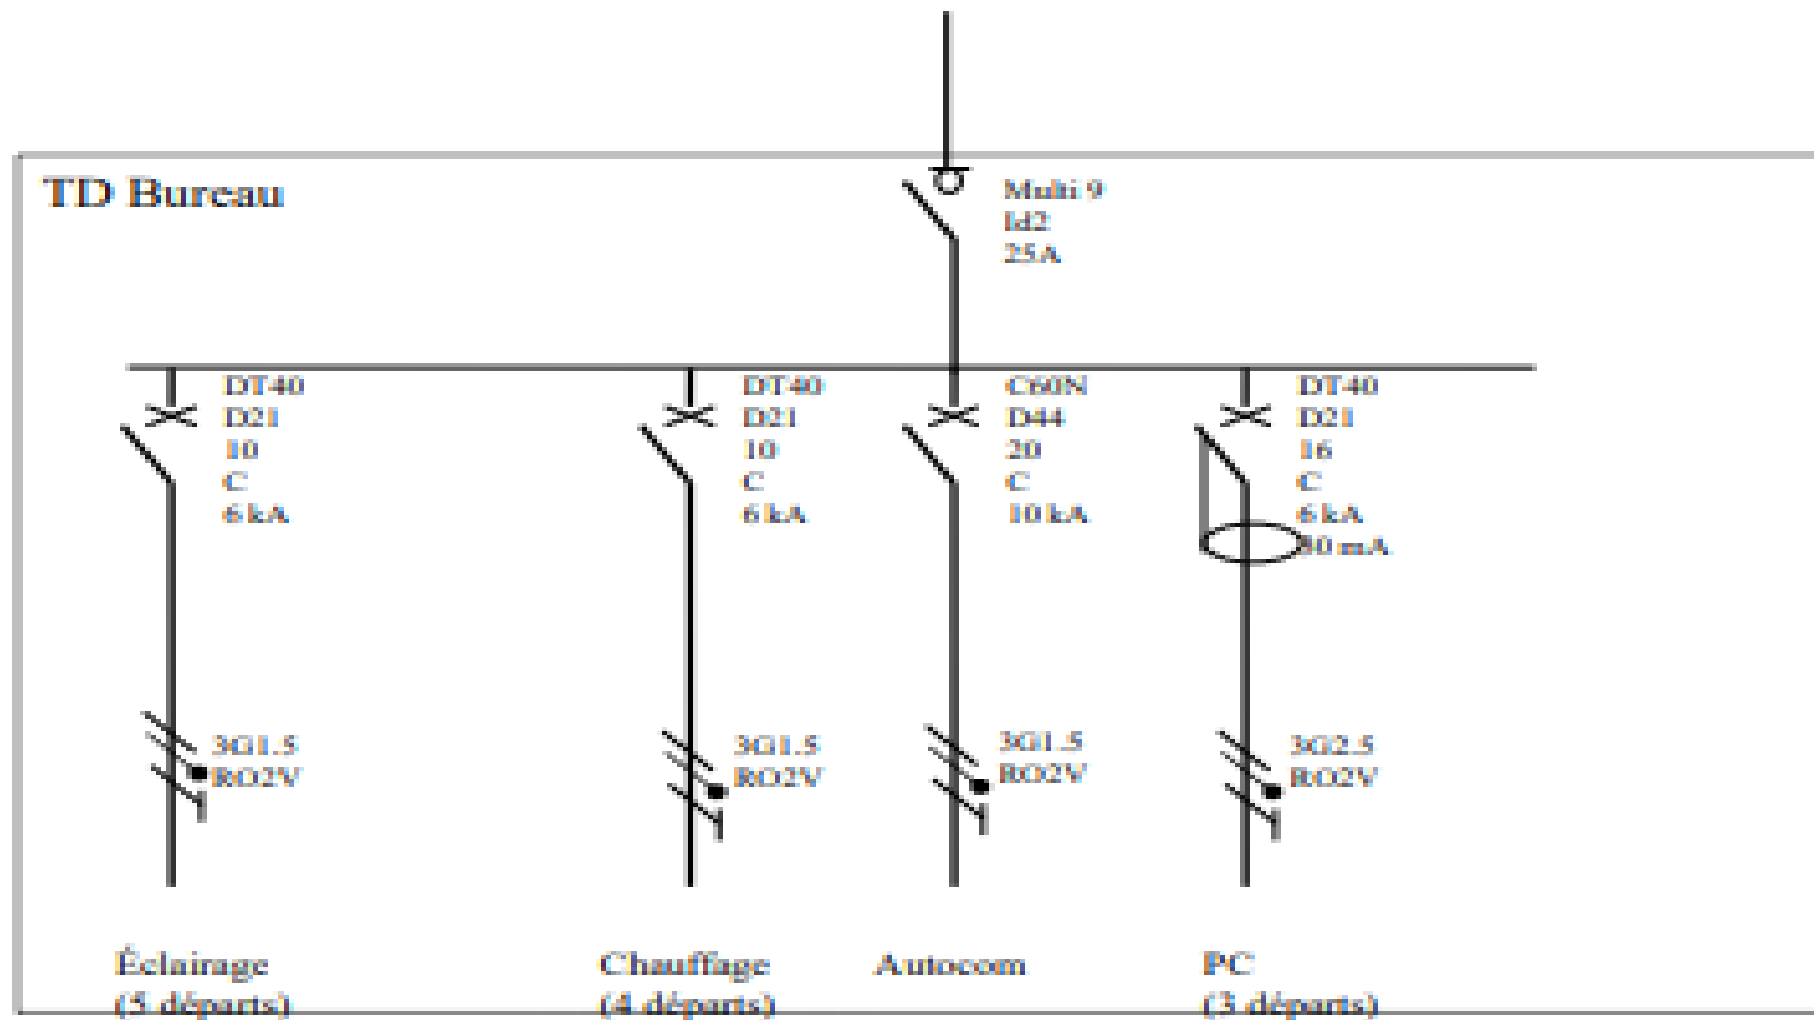 TD Bureau
Multi 9
Id2
25A
DT40
D21
10
C
6 kA
DT40
D21
10
C
6 kA
C60N
D44
20
C
10 kA
DT40
D21
16
C
6 kA
30 mA
3G1.5
RO2V
3G1.5
RO2V
3G1.5
RO2V
3G2.5
RO2V
Éclairage
(5 départs)
Chauffage
(4 départs)
Autocom
PC
(3 départs)